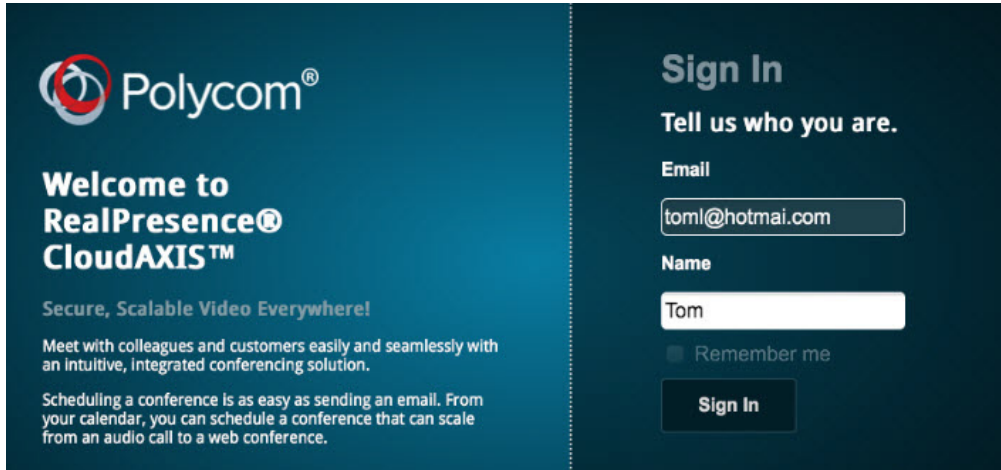 Polycom®
Welcome to
RealPresence®
CloudAXIS™
Secure, Scalable Video Everywhere!
Meet with colleagues and customers easily and seamlessly with
an intuitive, integrated conferencing solution.
Scheduling a conference is as easy as sending an email. From
your calendar, you can schedule a conference that can scale
from an audio call to a web conference.
Sign In
Tell us who you are.
Email
toml@hotmai.com
Name
Tom
Remember me
Sign In